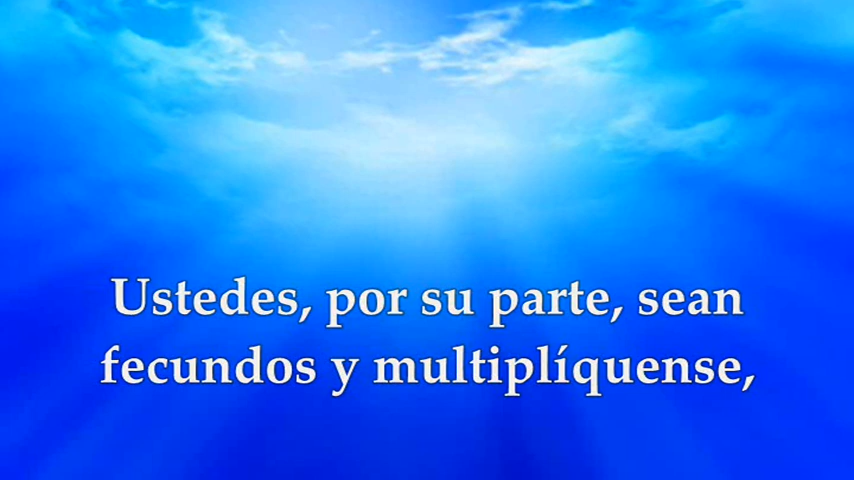 Ustedes, por su parte, sean
fecundos y multiplíquense,